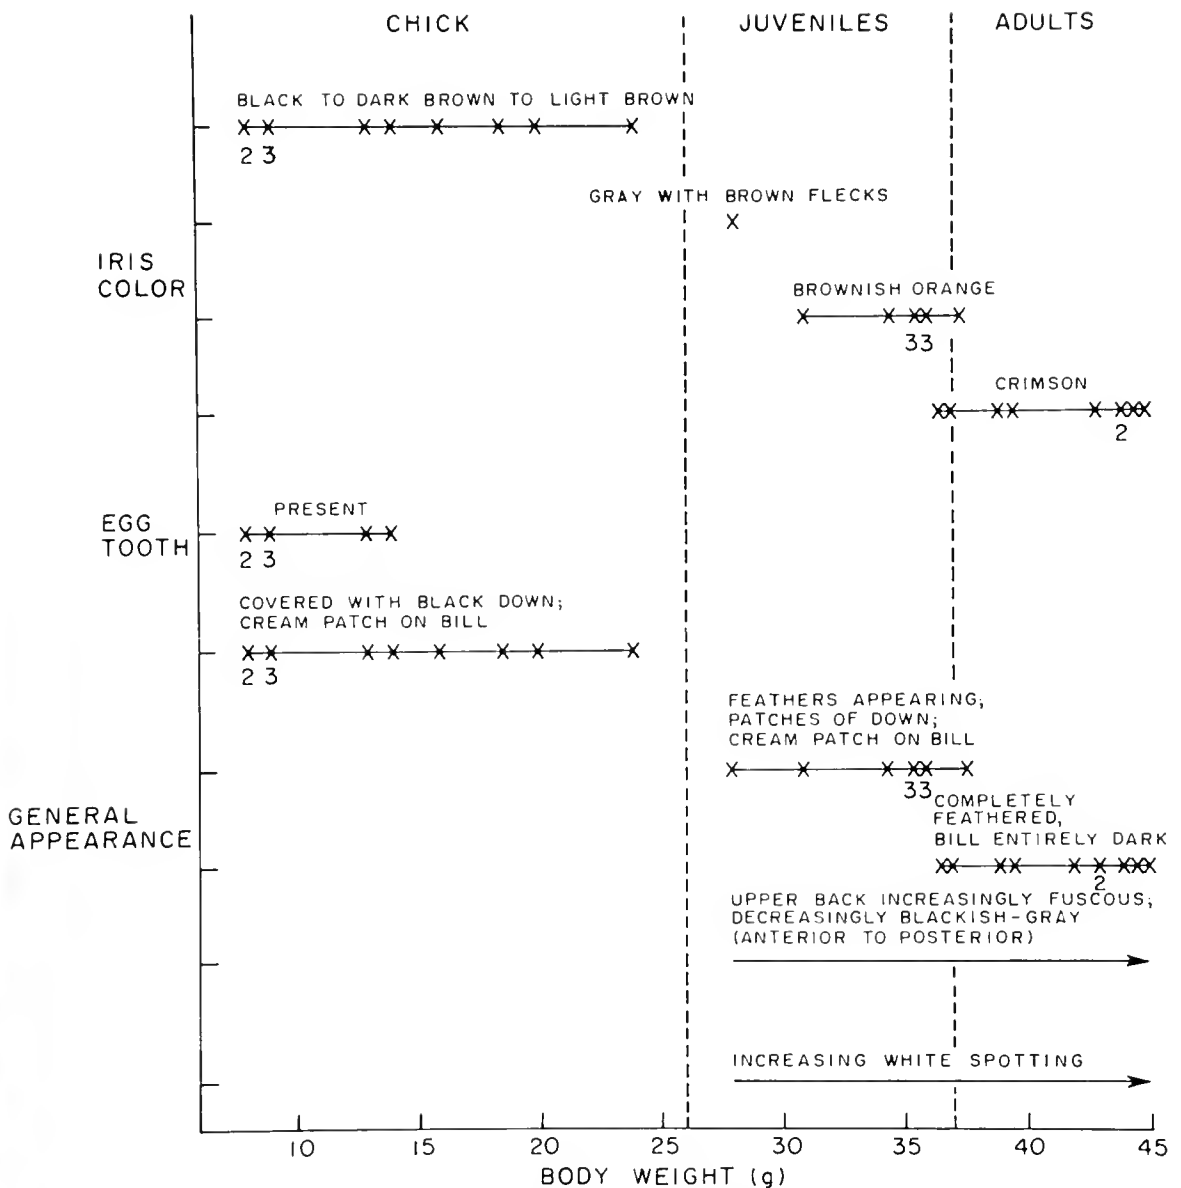 CHICK JUVENILES ADULTS
BLACK TO DARK BROWN TO LIGHT BROWN
2 3
GRAY WITH BROWN FLECKS
IRIS
COLOR
BROWNISH ORANGE
33
CRIMSON
2
EGG
TOOTH
PRESENT
2 3
COVERED WITH BLACK DOWN;
CREAM PATCH ON BILL
2 3
FEATHERS APPEARING;
PATCHES OF DOWN;
CREAM PATCH ON BILL
33
GENERAL
APPEARANCE
COMPLETELY
FEATHERED,
BILL ENTIRELY DARK
2
UPPER BACK INCREASINGLY FUSCOUS;
DECREASINGLY BLACKISH-GRAY
(ANTERIOR TO POSTERIOR)
INCREASING WHITE SPOTTING
10 15 20 25 30 35 40 45
BODY WEIGHT (g)